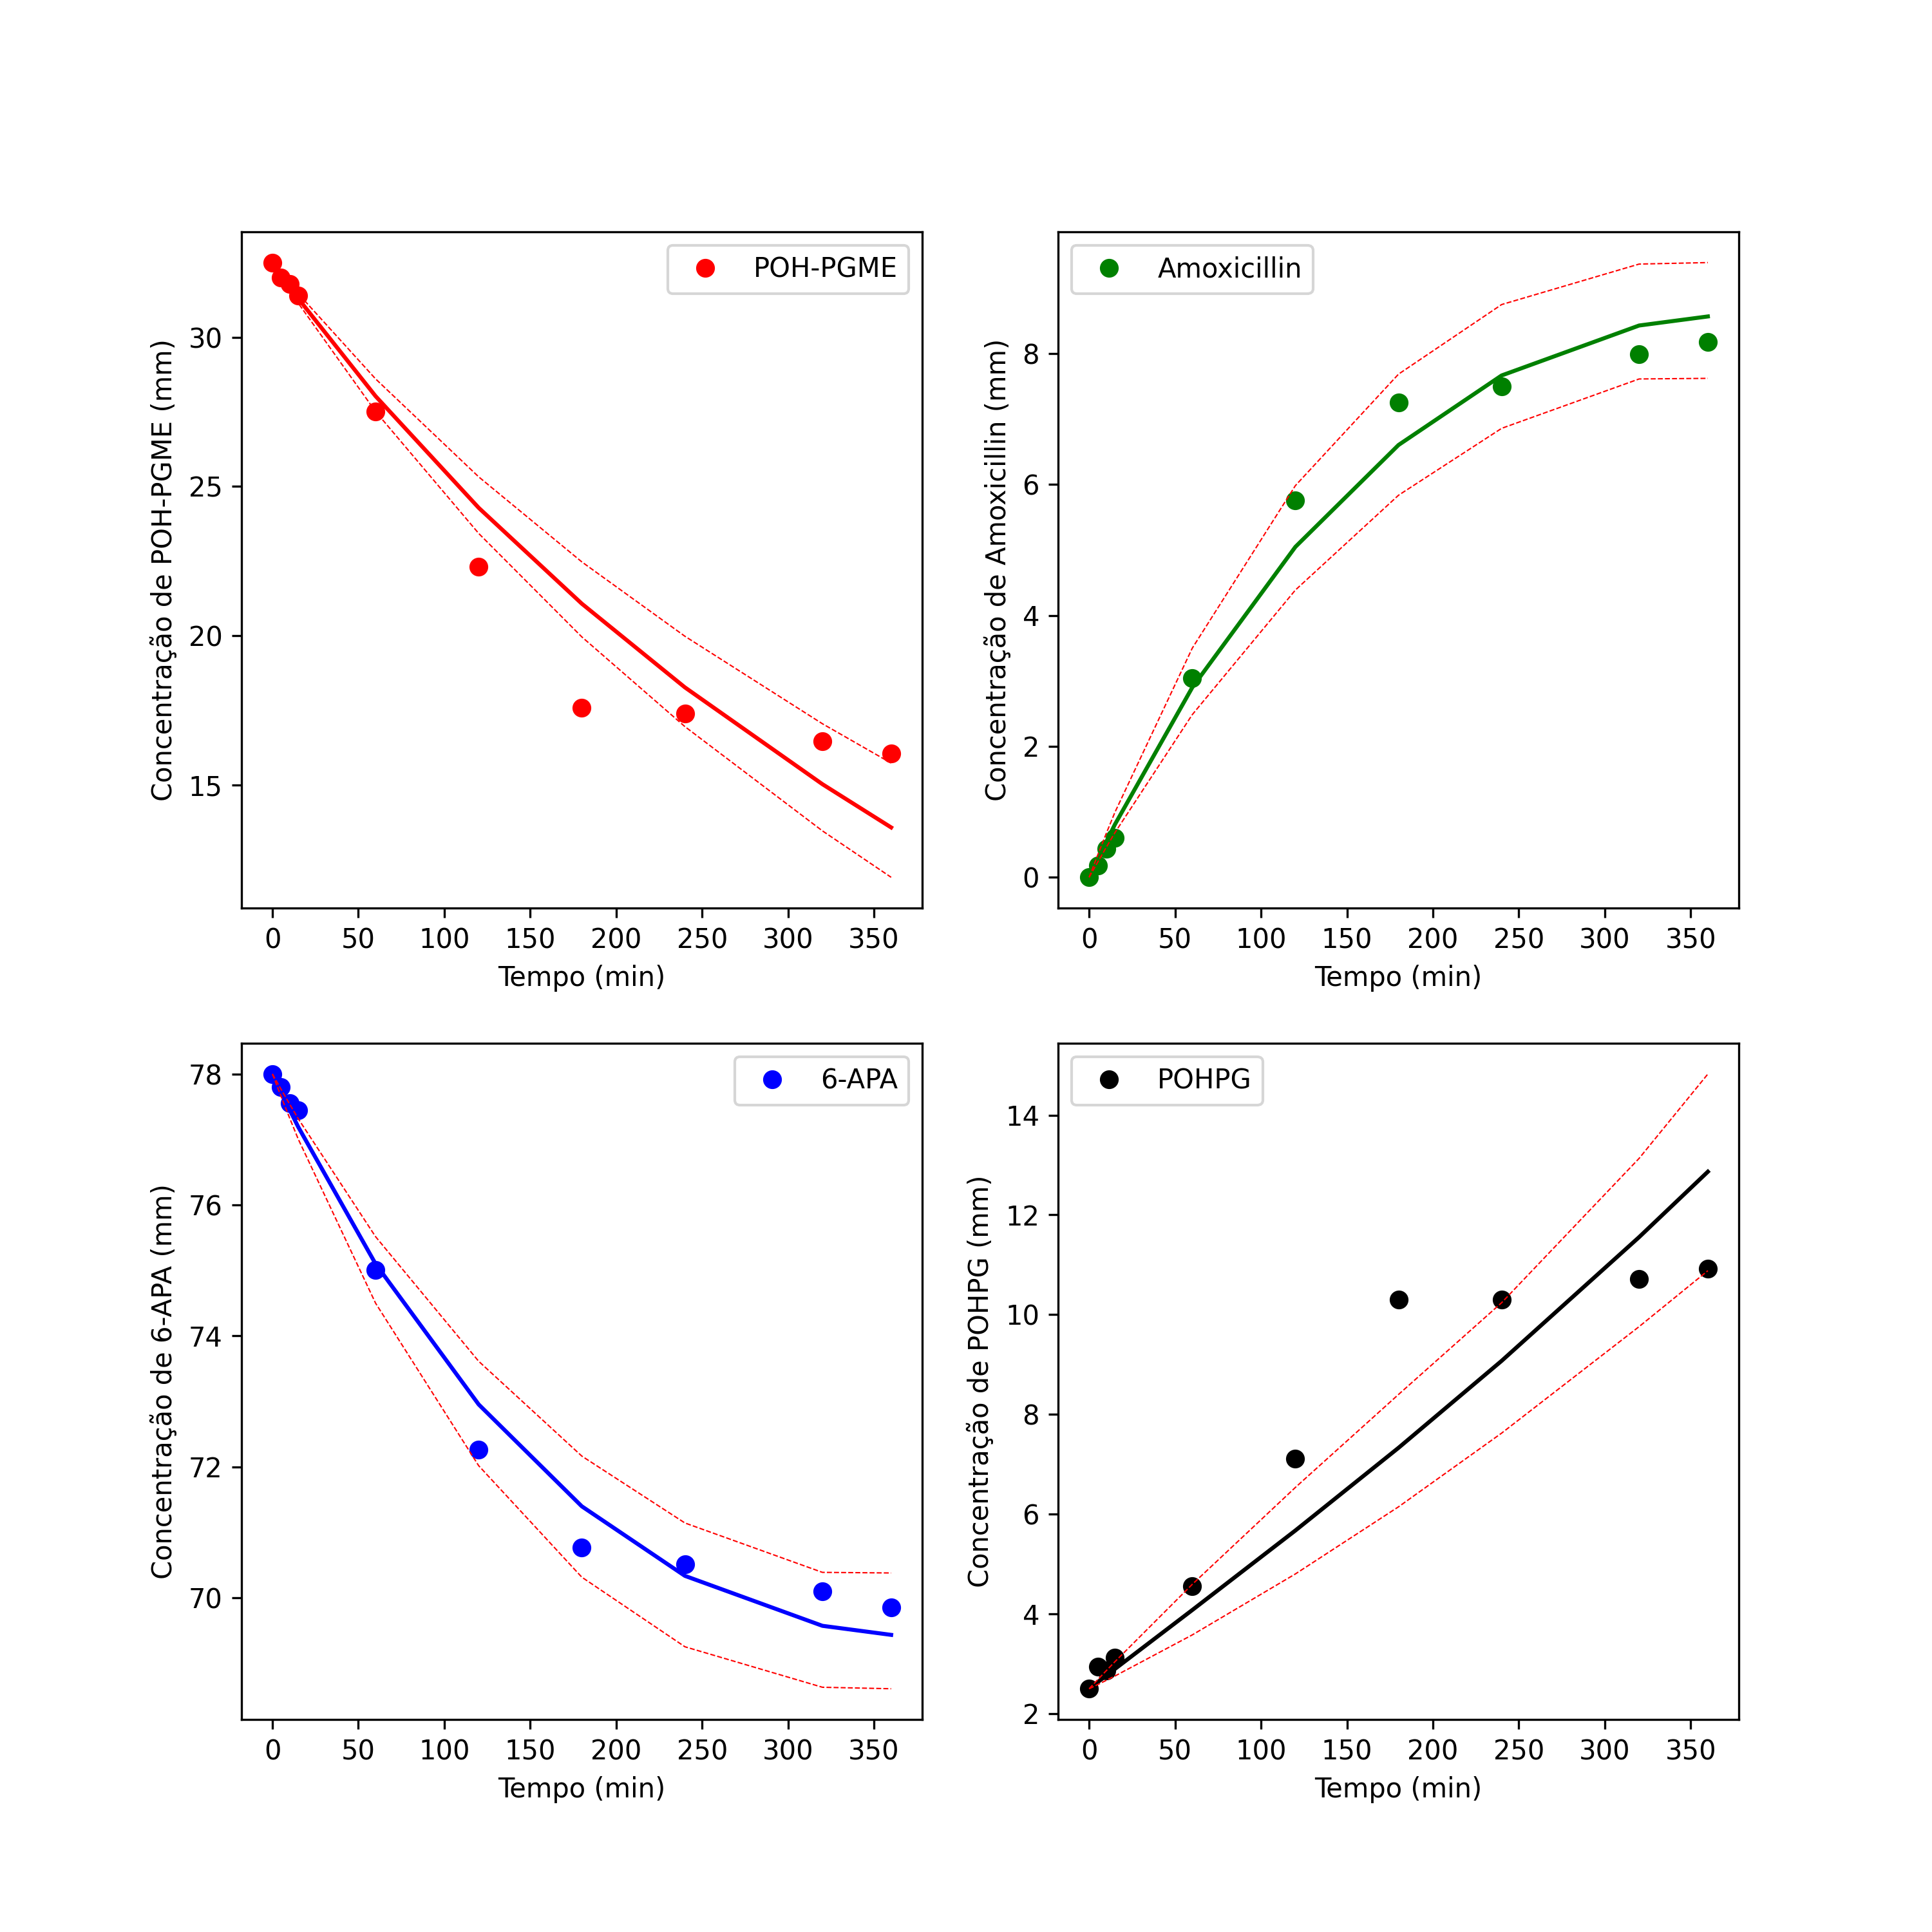 POH-PGME
Concentração de POH-PGME (mm)
30
25
20
15
0 50 100 150 200 250 300 350
Tempo (min)
Amoxicillin
Concentração de Amoxicillin (mm)
8
6
4
2
0
0 50 100 150 200 250 300 350
Tempo (min)
6-APA
Concentração de 6-APA (mm)
78
76
74
72
70
0 50 100 150 200 250 300 350
Tempo (min)
POHPG
Concentração de POHPG (mm)
14
12
10
8
6
4
2
0 50 100 150 200 250 300 350
Tempo (min)